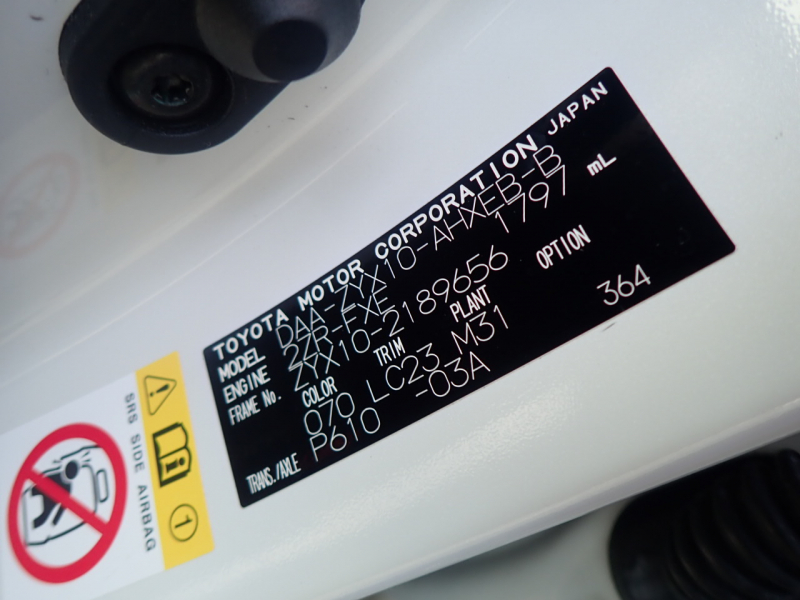 TOYOTA MOTOR CORPORATION JAPAN
MODEL DAA-ZYX10-AHXEB-B
ENGINE 2ZR-FXE 1797 mL
FRAME No. ZYX10-2189656
COLOR TRIM PLANT OPTION
070 LC23 M31 364
TRANS./AXLE P610 -03A
SRS SIDE AIRBAG
1